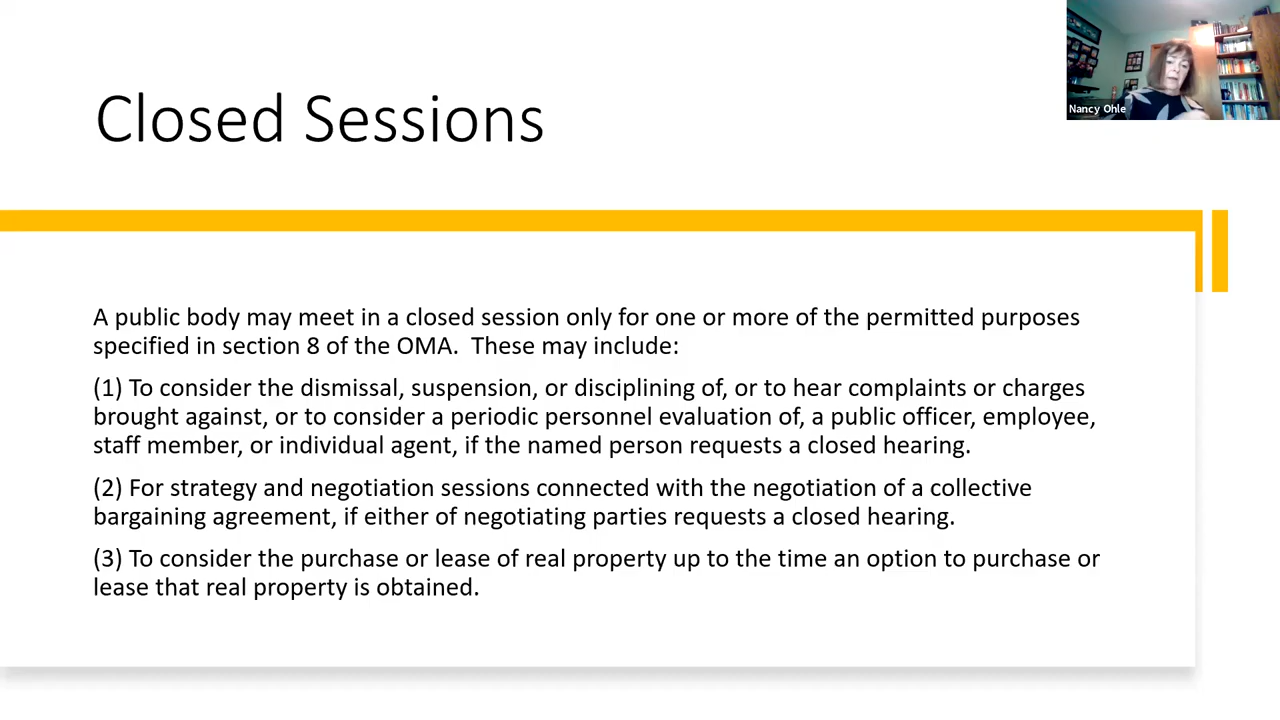 Closed Sessions
Nancy Ohle
A public body may meet in a closed session only for one or more of the permitted purposes
specified in section 8 of the OMA.  These may include:
(1) To consider the dismissal, suspension, or disciplining of, or to hear complaints or charges
brought against, or to consider a periodic personnel evaluation of, a public officer, employee,
staff member, or individual agent, if the named person requests a closed hearing.
(2) For strategy and negotiation sessions connected with the negotiation of a collective
bargaining agreement, if either of negotiating parties requests a closed hearing.
(3) To consider the purchase or lease of real property up to the time an option to purchase or
lease that real property is obtained.